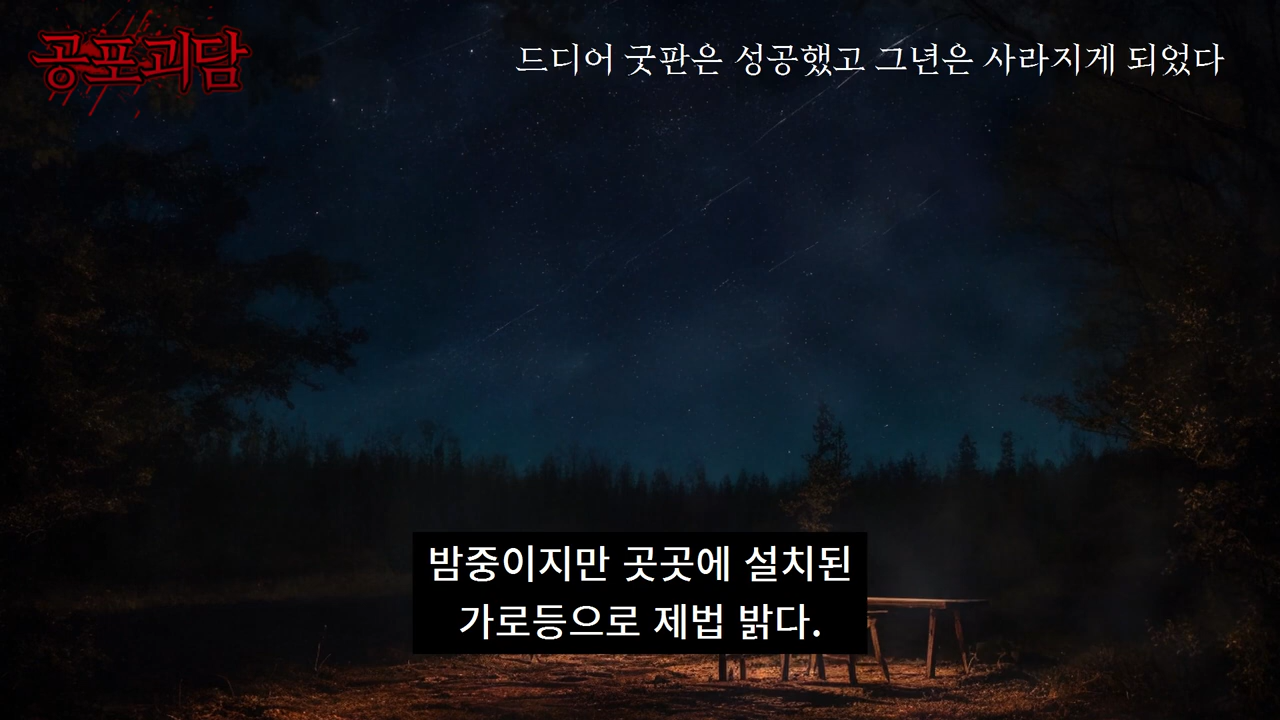 공포괴담
드디어 굿판은 성공했고 그년은 사라지게 되었다
밤중이지만 곳곳에 설치된
가로등으로 제법 밝다.